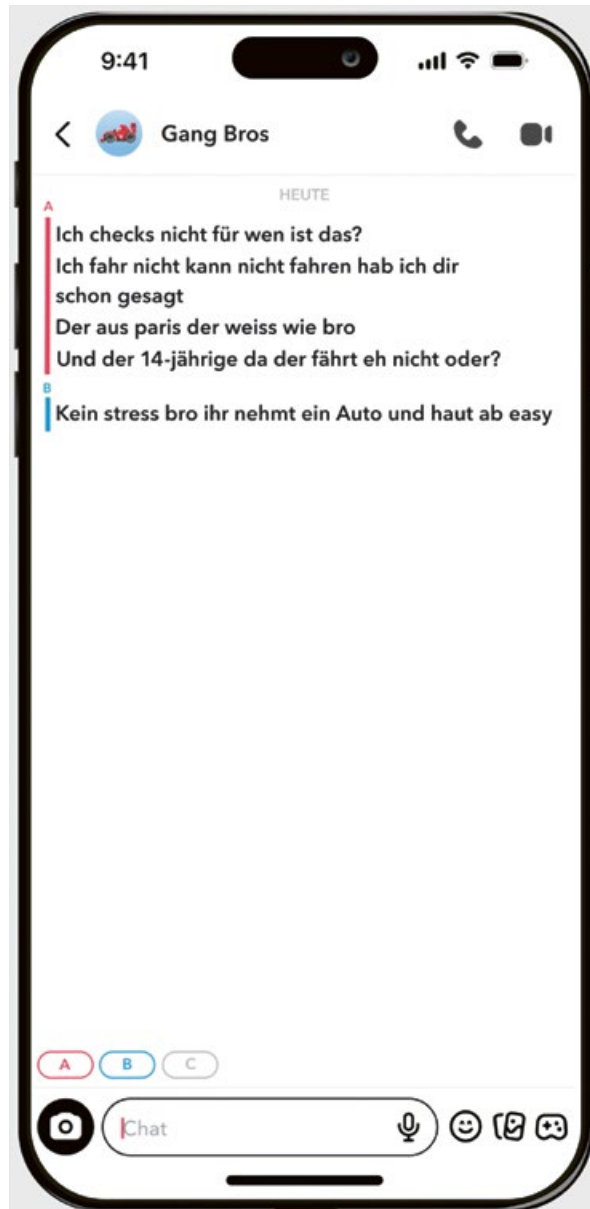 9:41
Gang Bros
HEUTE
A
Ich checks nicht für wen ist das?
Ich fahr nicht kann nicht fahren hab ich dir
schon gesagt
Der aus paris der weiss wie bro
Und der 14-jährige da der fährt eh nicht oder?
B
Kein stress bro ihr nehmt ein Auto und haut ab easy
A B C
Chat